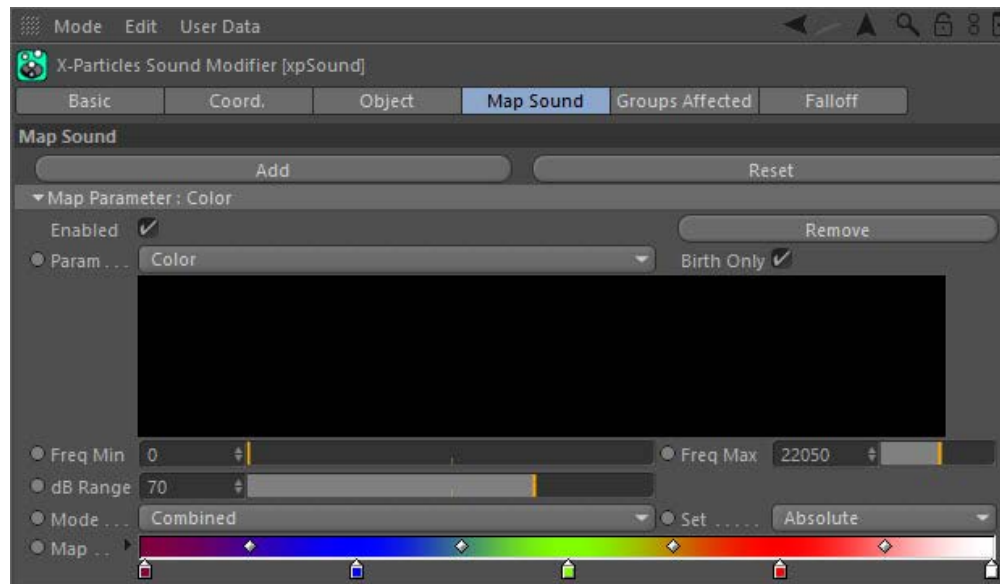 Mode Edit User Data
X-Particles Sound Modifier [xpSound]
Basic Coord. Object Map Sound Groups Affected Falloff
Map Sound
Add Reset
Map Parameter : Color
Enabled Remove
Param . . . Color Birth Only
Freq Min 0 Freq Max 22050
dB Range 70
Mode . . . Combined Set . . . . . Absolute
Map . .